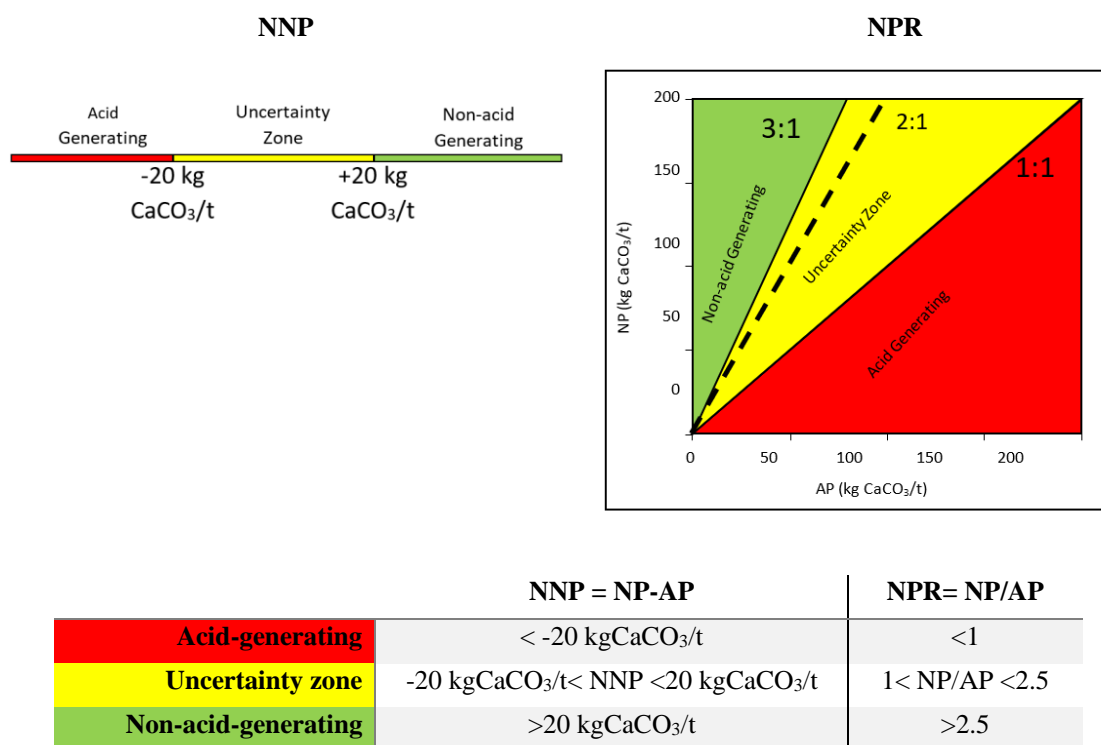 NNP
Acid
Generating
Uncertainty
Zone
Non-acid
Generating
-20 kg
CaCO₃/t
+20 kg
CaCO₃/t
NPR
200
150
100
50
0
NP (kg CaCO₃/t)
3:1
2:1
1:1
Non-acid Generating
Uncertainty Zone
Acid Generating
0 50 100 150 200
AP (kg CaCO₃/t)
NNP = NP-AP NPR= NP/AP
Acid-generating < -20 kgCaCO₃/t <1
Uncertainty zone -20 kgCaCO₃/t< NNP <20 kgCaCO₃/t 1< NP/AP <2.5
Non-acid-generating >20 kgCaCO₃/t >2.5